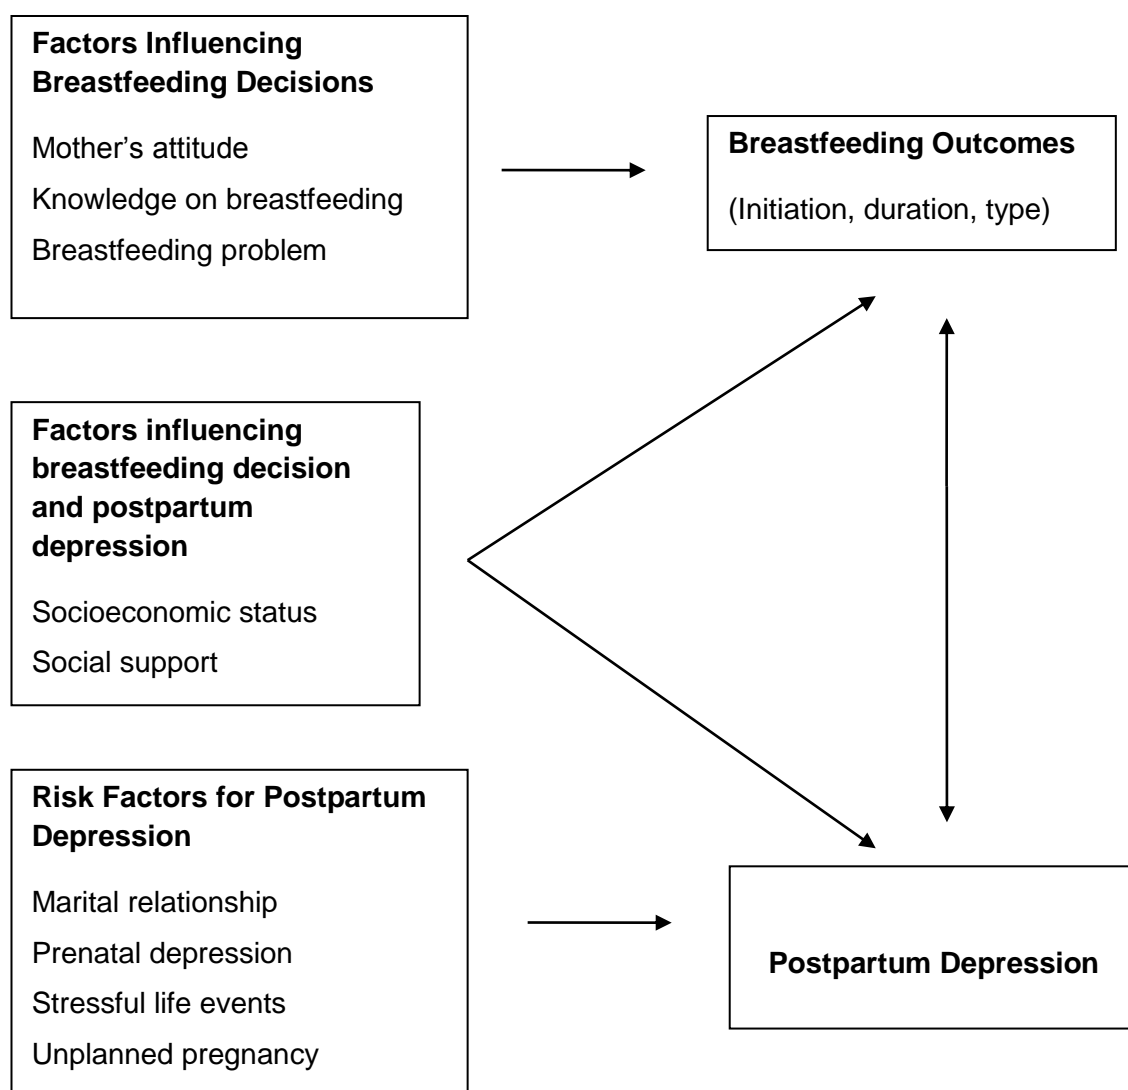 Factors Influencing
Breastfeeding Decisions
Mother’s attitude
Knowledge on breastfeeding
Breastfeeding problem
Breastfeeding Outcomes
(Initiation, duration, type)
Factors influencing
breastfeeding decision
and postpartum
depression
Socioeconomic status
Social support
Risk Factors for Postpartum
Depression
Marital relationship
Prenatal depression
Stressful life events
Unplanned pregnancy
Postpartum Depression